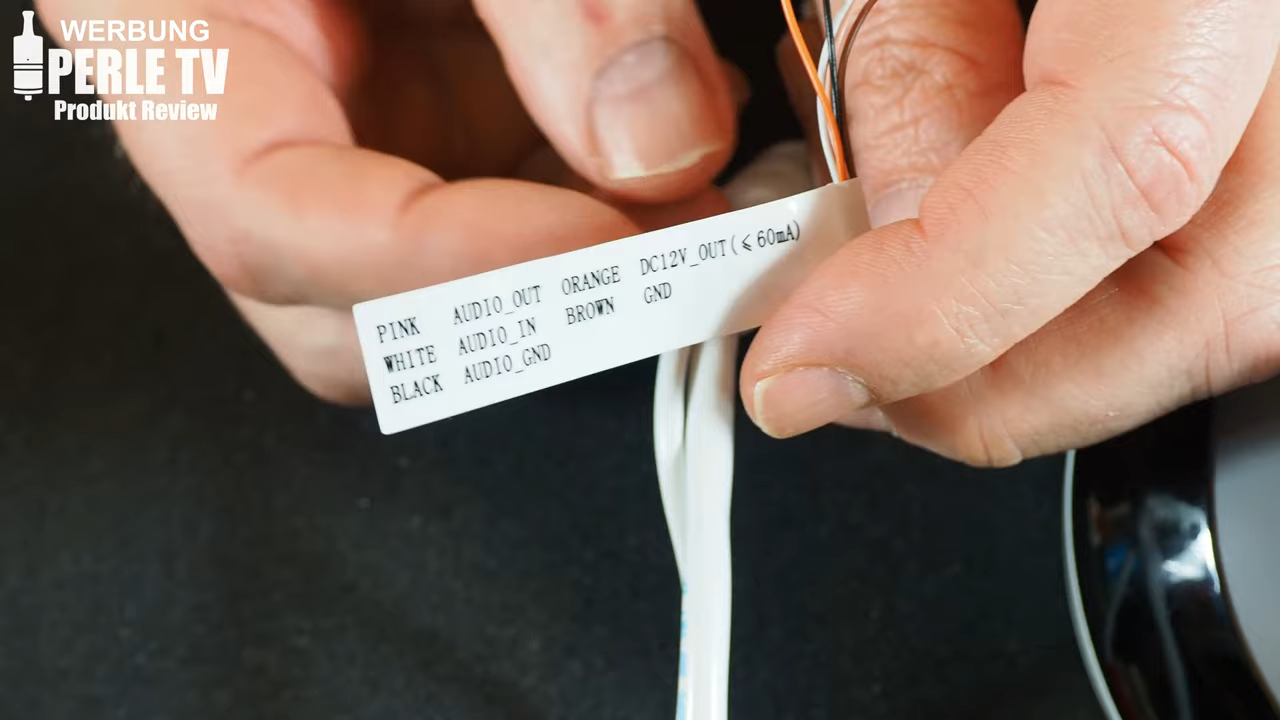 WERBUNG
PERLE TV
Produkt Review
PINK AUDIO_OUT ORANGE DC12V_OUT(⩽60mA)
WHITE AUDIO_IN BROWN GND
BLACK AUDIO_GND